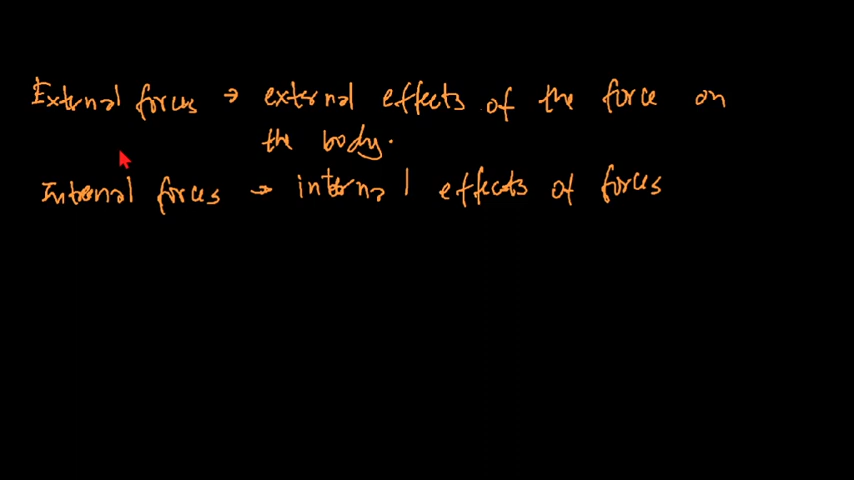 External forces → external effects of the force on
the body.
Internal forces → internal effects of forces